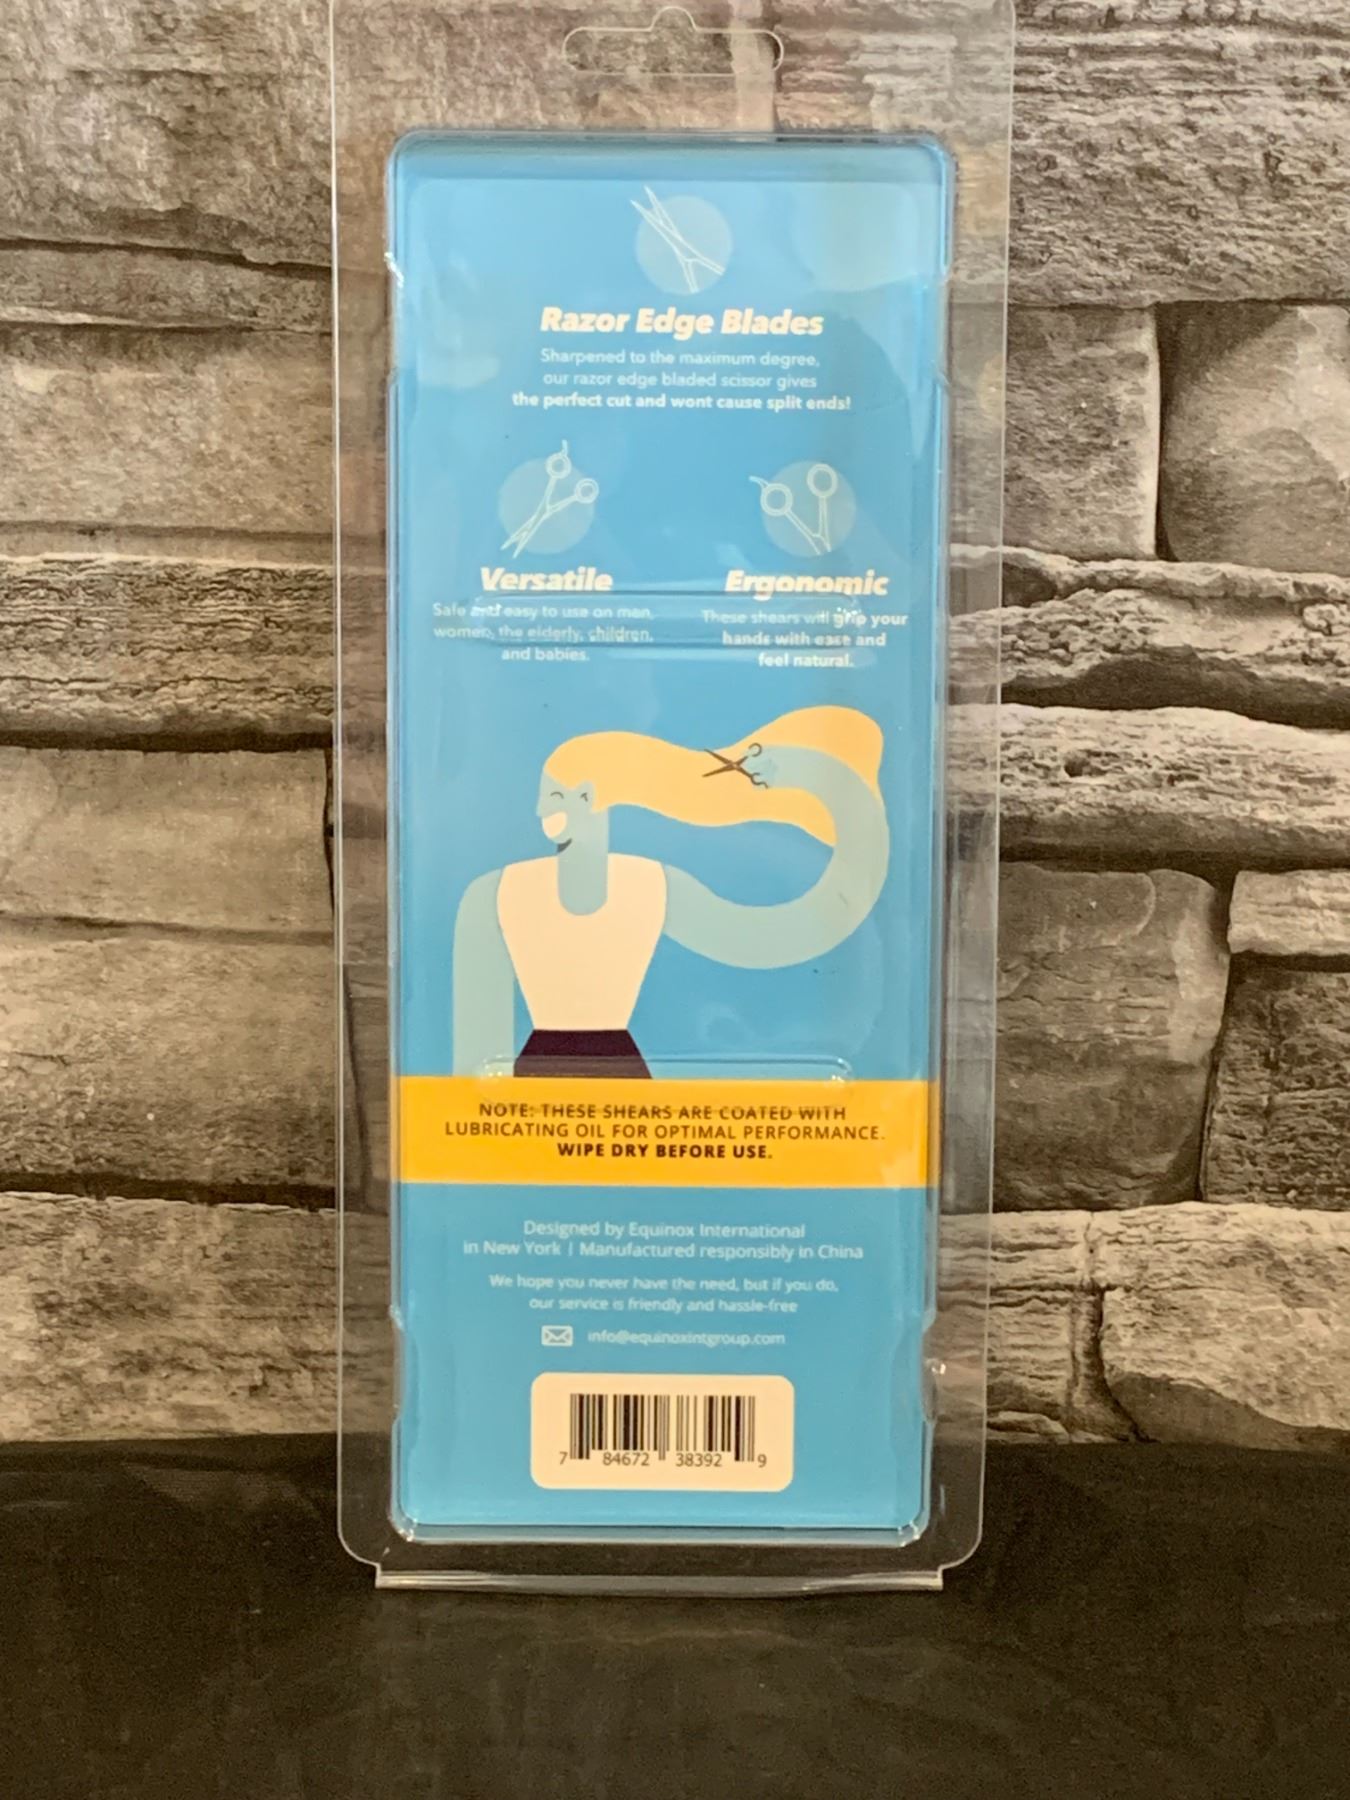 Razor Edge Blades
Sharpened to the maximum degree,
our razor edge bladed scissor gives
the perfect cut and wont cause split ends!
Versatile
Safe and easy to use on men,
women, the elderly, children,
and babies.
Ergonomic
These shears will grip your
hands with ease and
feel natural.
NOTE: THESE SHEARS ARE COATED WITH
LUBRICATING OIL FOR OPTIMAL PERFORMANCE.
WIPE DRY BEFORE USE.
Designed by Equinox International
in New York | Manufactured responsibly in China
We hope you never have the need, but if you do,
our service is friendly and hassle-free
info@equinoxintgroup.com
7 84672 38392 9